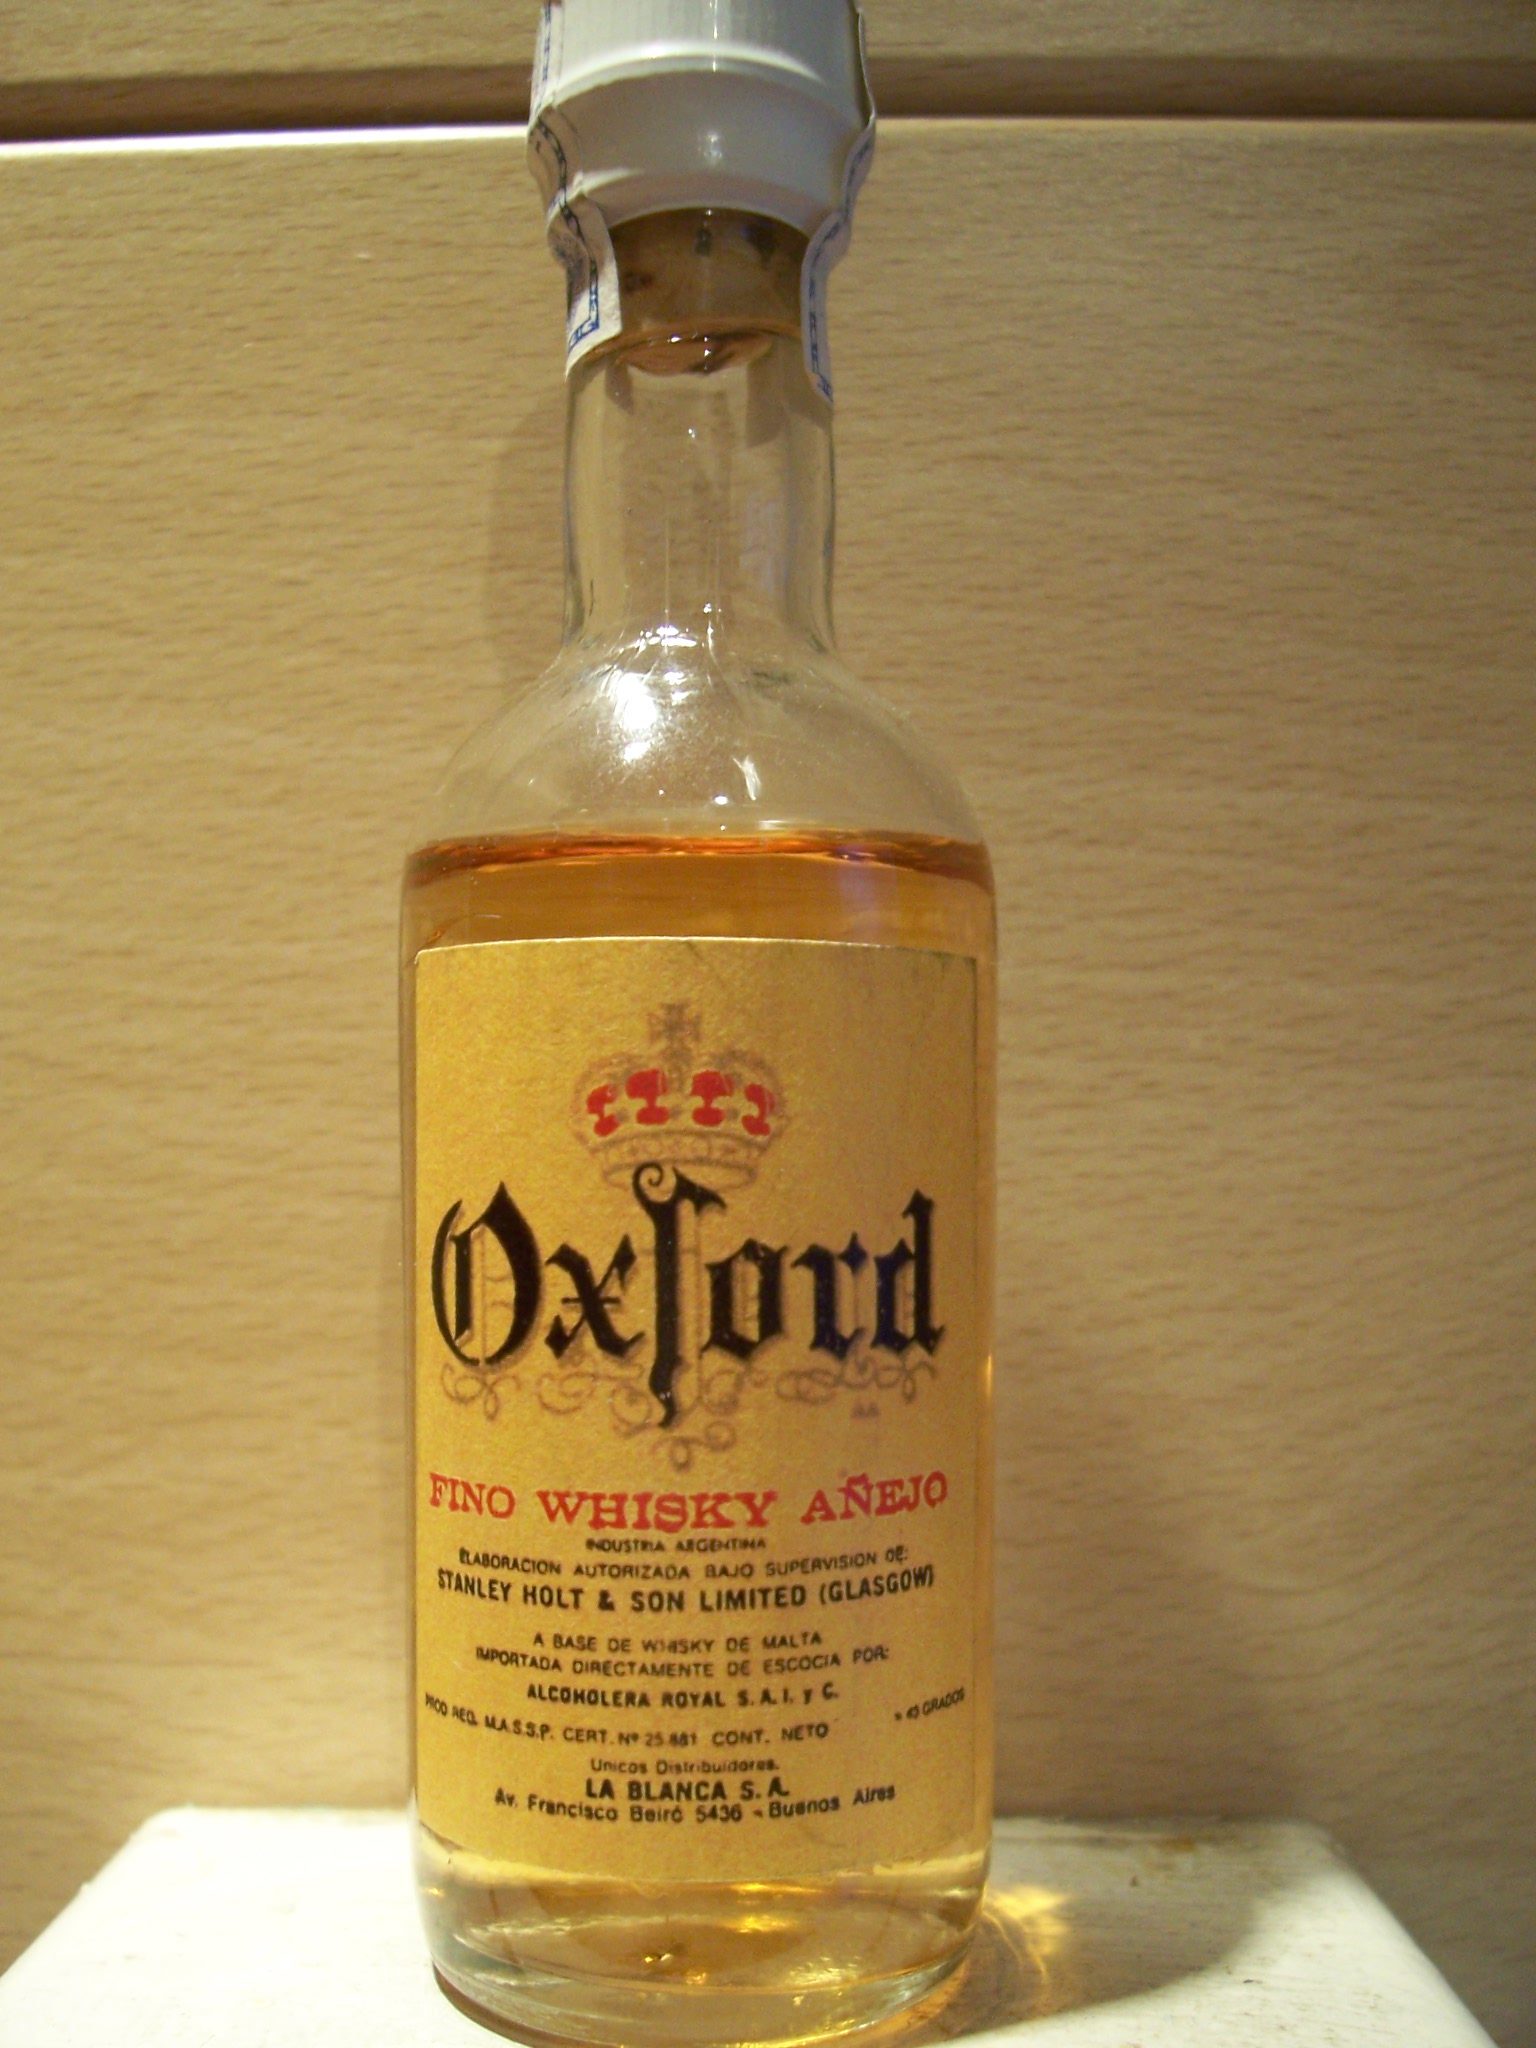 Oxford
FINO WHISKY AÑEJO
INDUSTRIA ARGENTINA
ELABORACION AUTORIZADA BAJO SUPERVISION DE:
STANLEY HOLT & SON LIMITED (GLASGOW)
A BASE DE WHISKY DE MALTA
IMPORTADA DIRECTAMENTE DE ESCOCIA POR:
ALCOHOLERA ROYAL S.A.I. y C.
PROD REQ. M.A.S.S.P. CERT. Nº 25.881 CONT. NETO 43 GRADOS
Unicos Distribuidores.
LA BLANCA S.A.
Av. Francisco Beiró 5436 - Buenos Aires